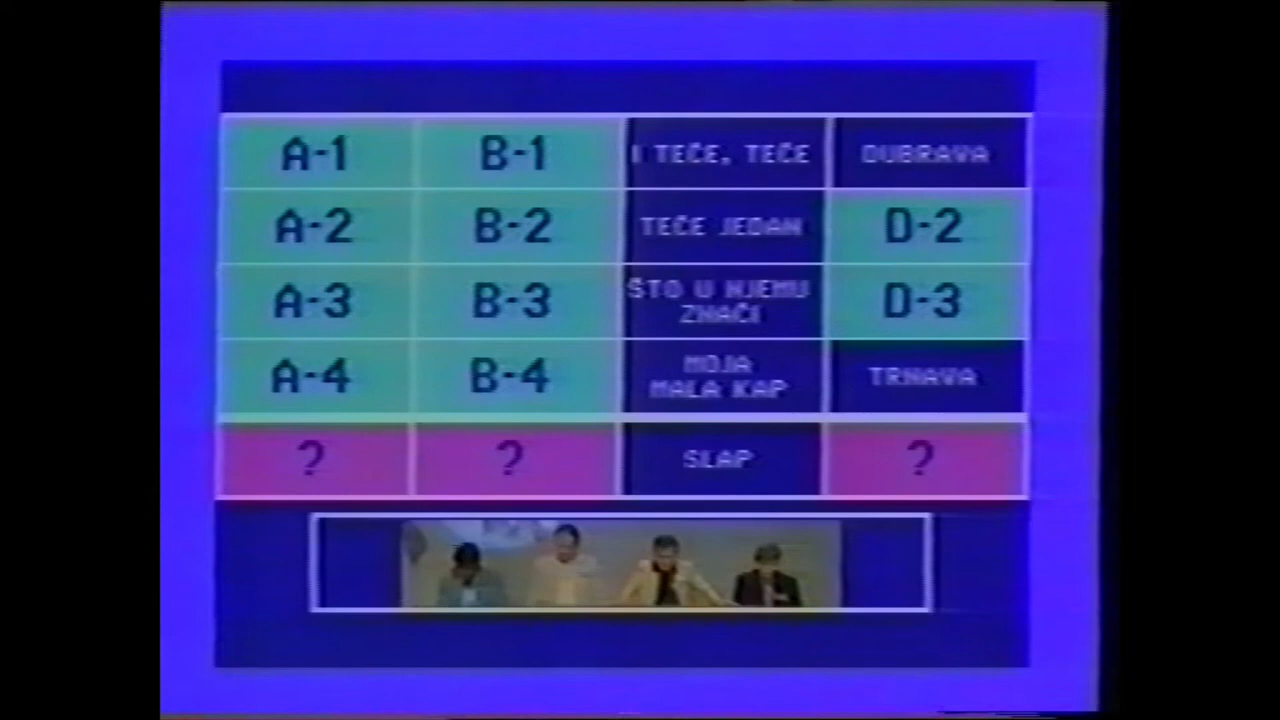 A-1 B-1 I TEČE, TEČE DUBRAVA
A-2 B-2 TEČE JEDAN D-2
A-3 B-3 ŠTO U NJEMU ZNAČI D-3
A-4 B-4 MOJA MALA KAP TRNAVA
? ? SLAP ?